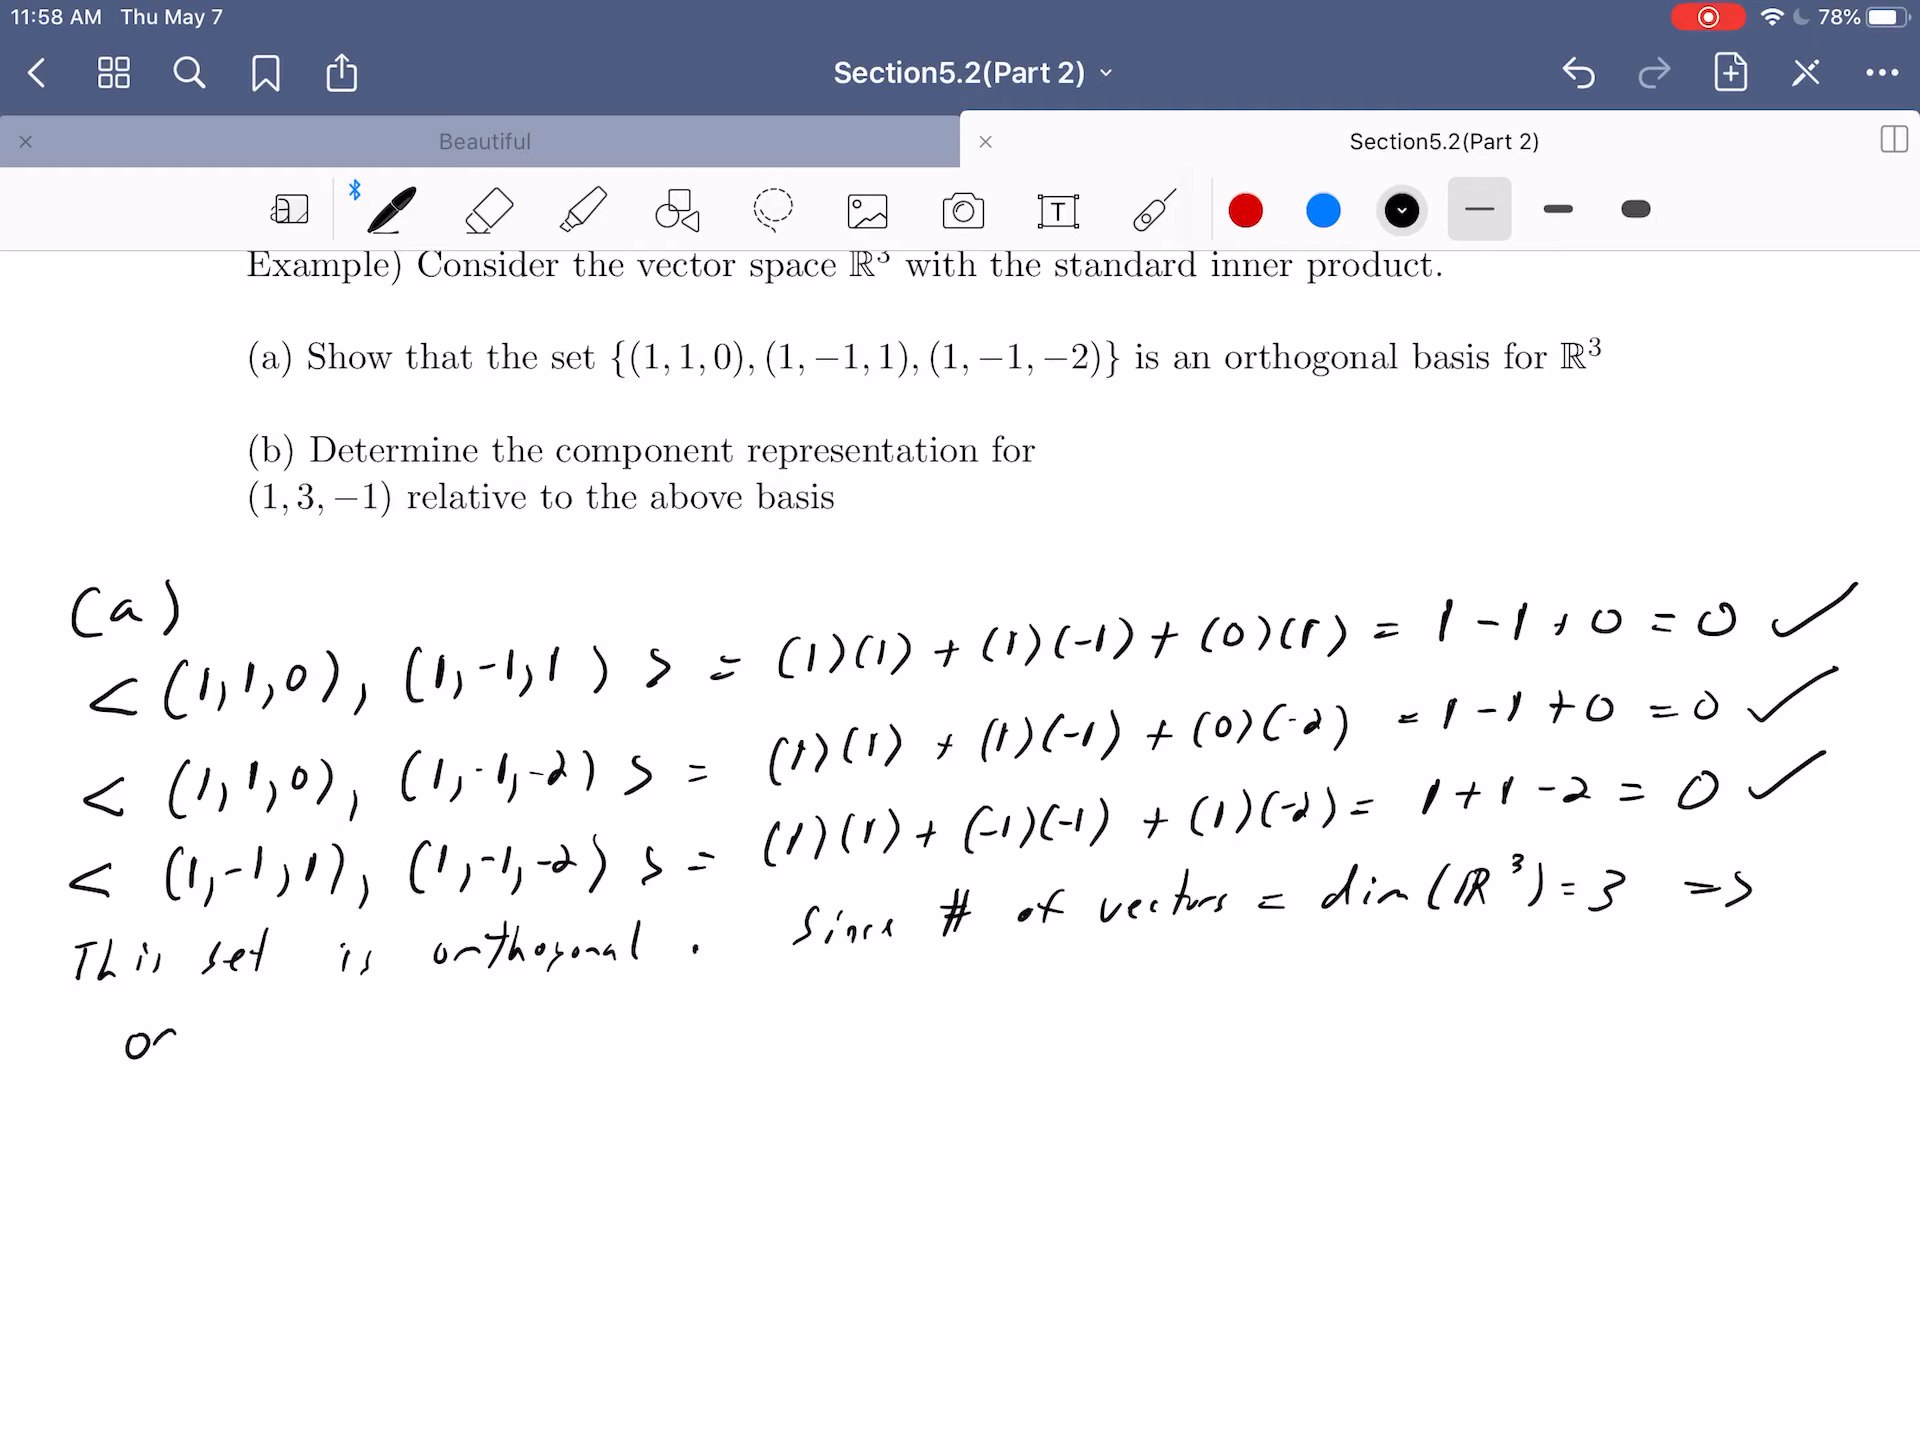 11:58 AM Thu May 7 78%
Section5.2(Part 2)
Beautiful Section5.2(Part 2)
Example) Consider the vector space ℝ³ with the standard inner product.
(a) Show that the set {(1, 1, 0), (1, −1, 1), (1, −1, −2)} is an orthogonal basis for ℝ³
(b) Determine the component representation for
(1, 3, −1) relative to the above basis
(a)
< (1,1,0), (1,-1,1) > = (1)(1) + (1)(-1) + (0)(1) = 1 - 1 + 0 = 0 ✓
< (1,1,0), (1,-1,-2) > = (1)(1) + (1)(-1) + (0)(-2) = 1 - 1 + 0 = 0 ✓
< (1,-1,1), (1,-1,-2) > = (1)(1) + (-1)(-1) + (1)(-2) = 1 + 1 - 2 = 0 ✓
This set is orthogonal. Since # of vectors = dim(ℝ³) = 3 =>
or